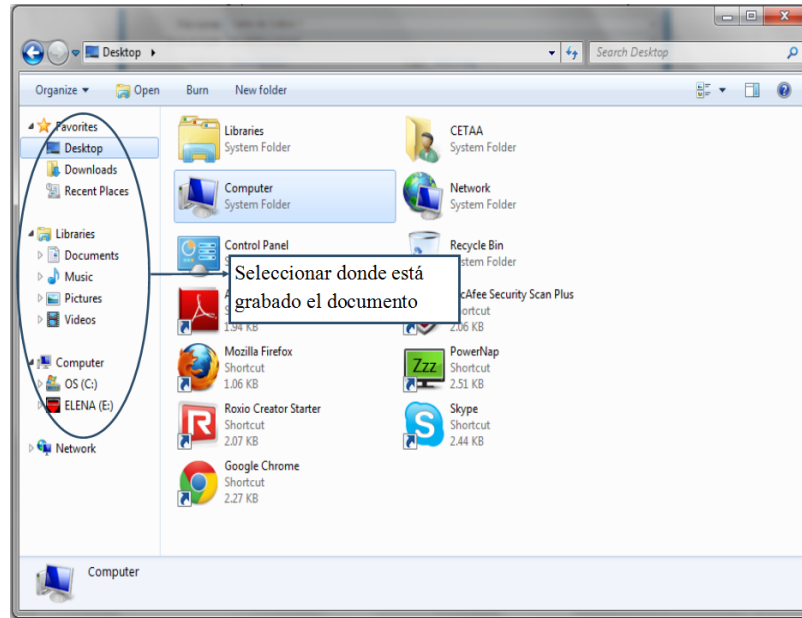 Desktop
Search Desktop
Organize
Open
Burn
New folder
Favorites
Desktop
Downloads
Recent Places
Libraries
Documents
Music
Pictures
Videos
Computer
OS (C:)
ELENA (E:)
Network
Libraries
System Folder
CETAA
System Folder
Computer
System Folder
Network
System Folder
Control Panel
Recycle Bin
Folder
Seleccionar donde está
grabado el documento
Security Scan Plus
1.94 KB
2.06 KB
Mozilla Firefox
Shortcut
1.06 KB
PowerNap
Shortcut
2.51 KB
Zzz
Roxio Creator Starter
Shortcut
2.07 KB
Skype
Shortcut
2.44 KB
Google Chrome
Shortcut
2.27 KB
Computer